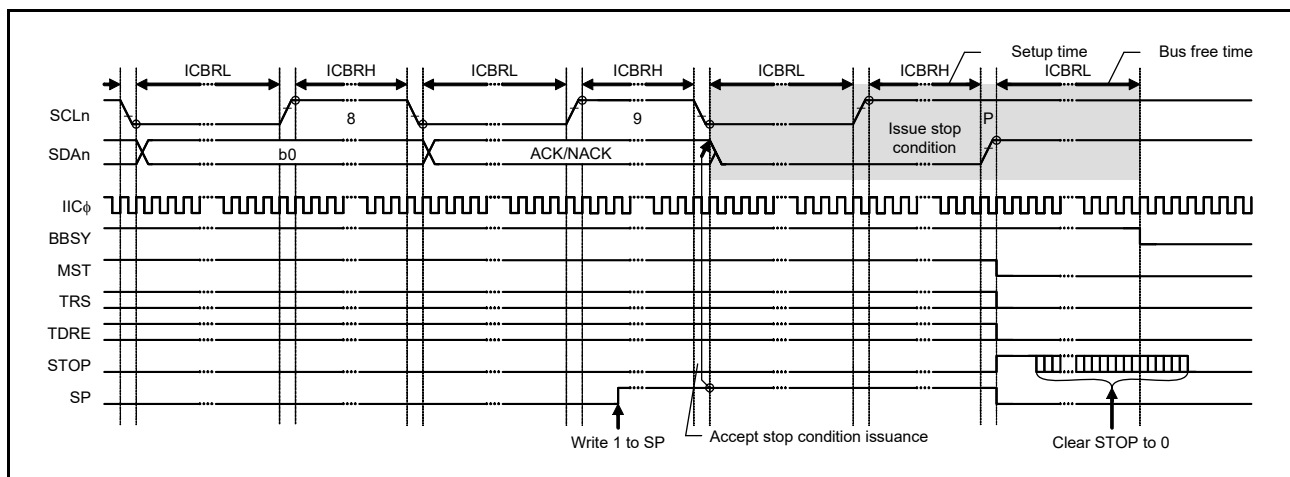 Setup time Bus free time
ICBRL ICBRH ICBRL ICBRH ICBRL ICBRH ICBRL
SCLn 8 9 P
Issue stop
condition
SDAn b0 ACK/NACK
IICϕ
BBSY
MST
TRS
TDRE
STOP
SP
Write 1 to SP Accept stop condition issuance Clear STOP to 0